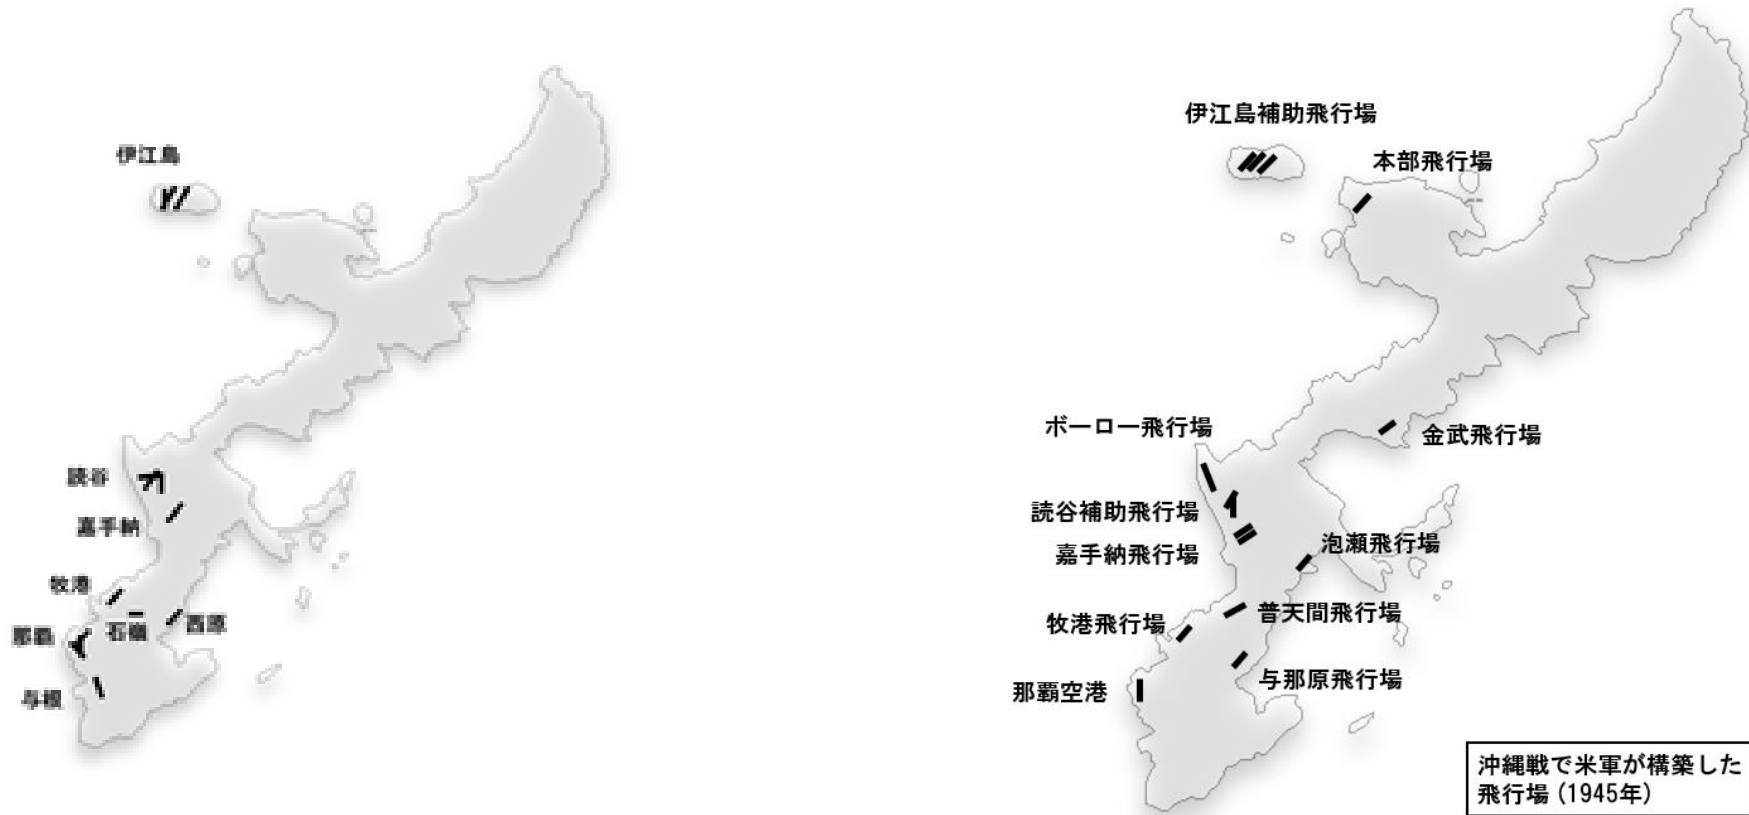 伊江島
読谷
嘉手納
牧港
那覇
石嶺
西原
与根
伊江島補助飛行場
本部飛行場
ボーロー飛行場
金武飛行場
読谷補助飛行場
嘉手納飛行場
泡瀬飛行場
牧港飛行場
普天間飛行場
那覇空港
与那原飛行場
沖縄戦で米軍が構築した
飛行場（1945年）